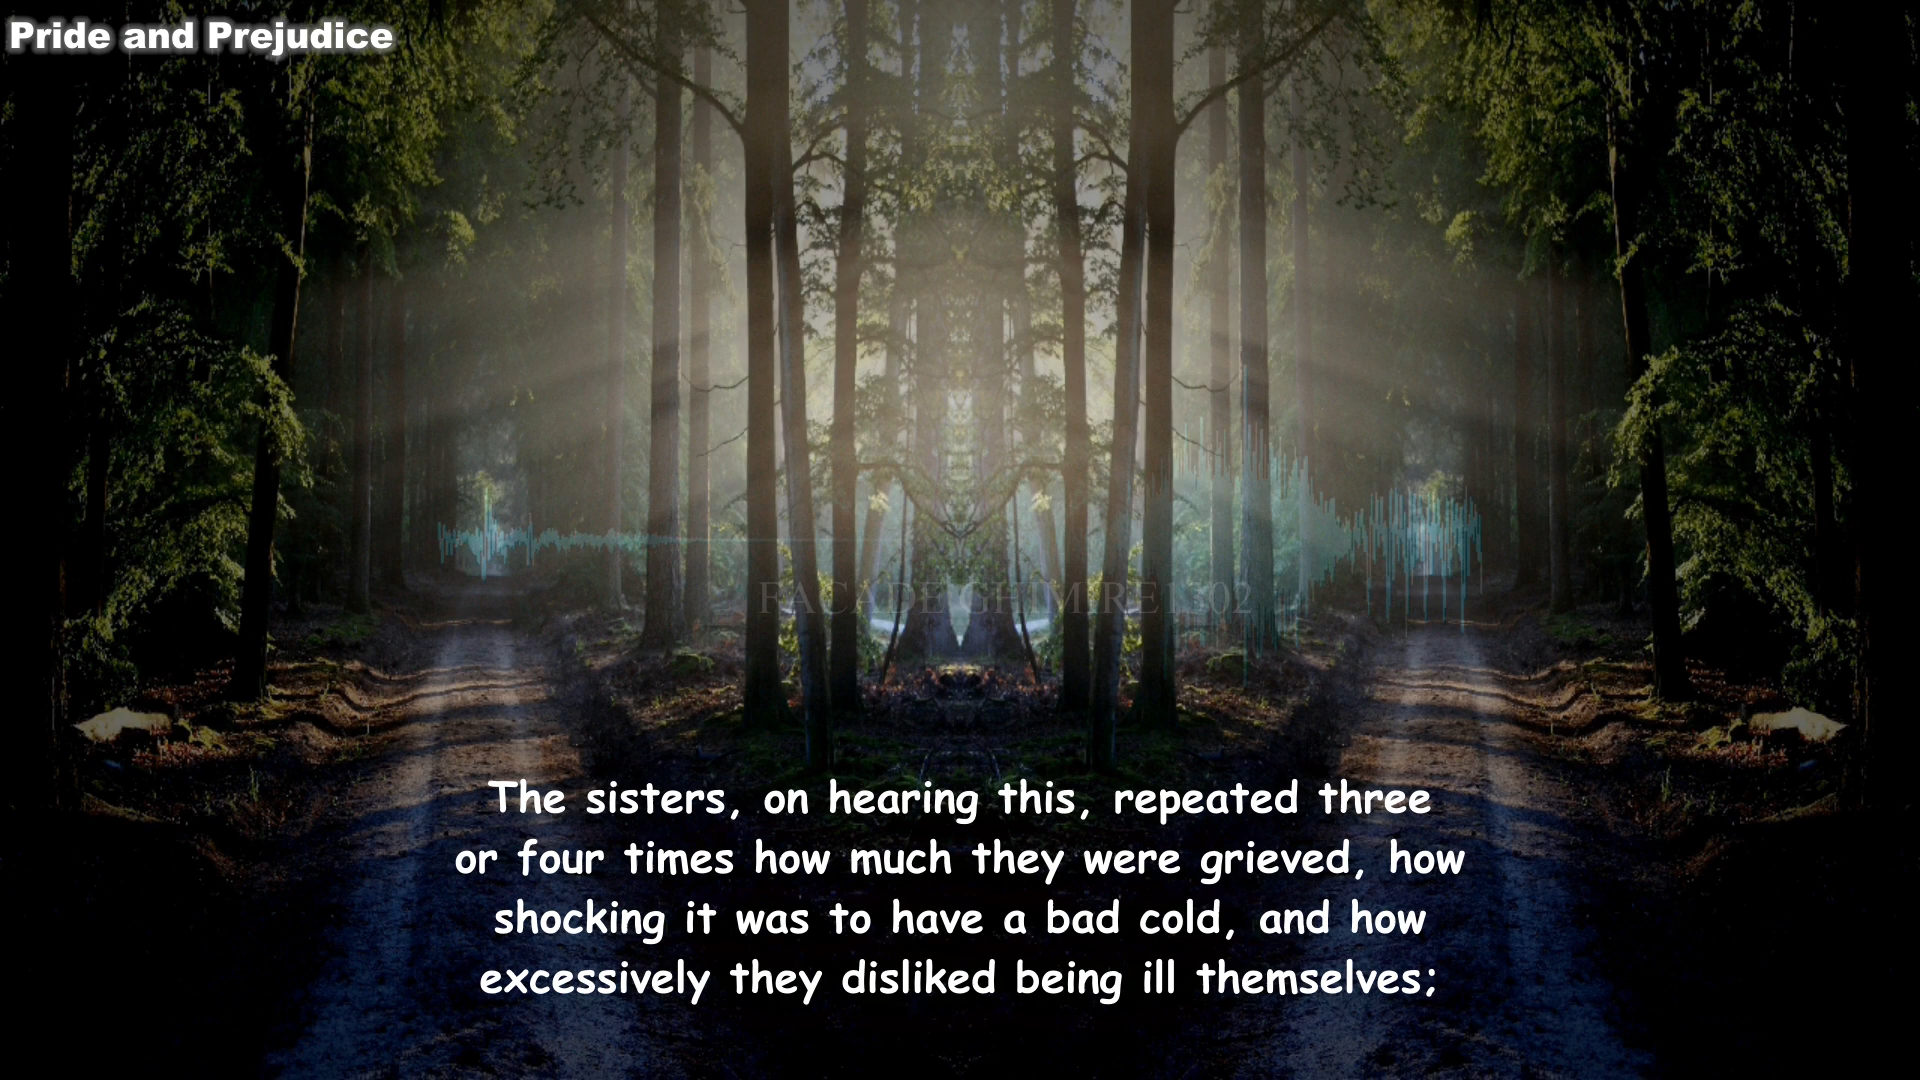 Pride and Prejudice
The sisters, on hearing this, repeated three
or four times how much they were grieved, how
shocking it was to have a bad cold, and how
excessively they disliked being ill themselves;